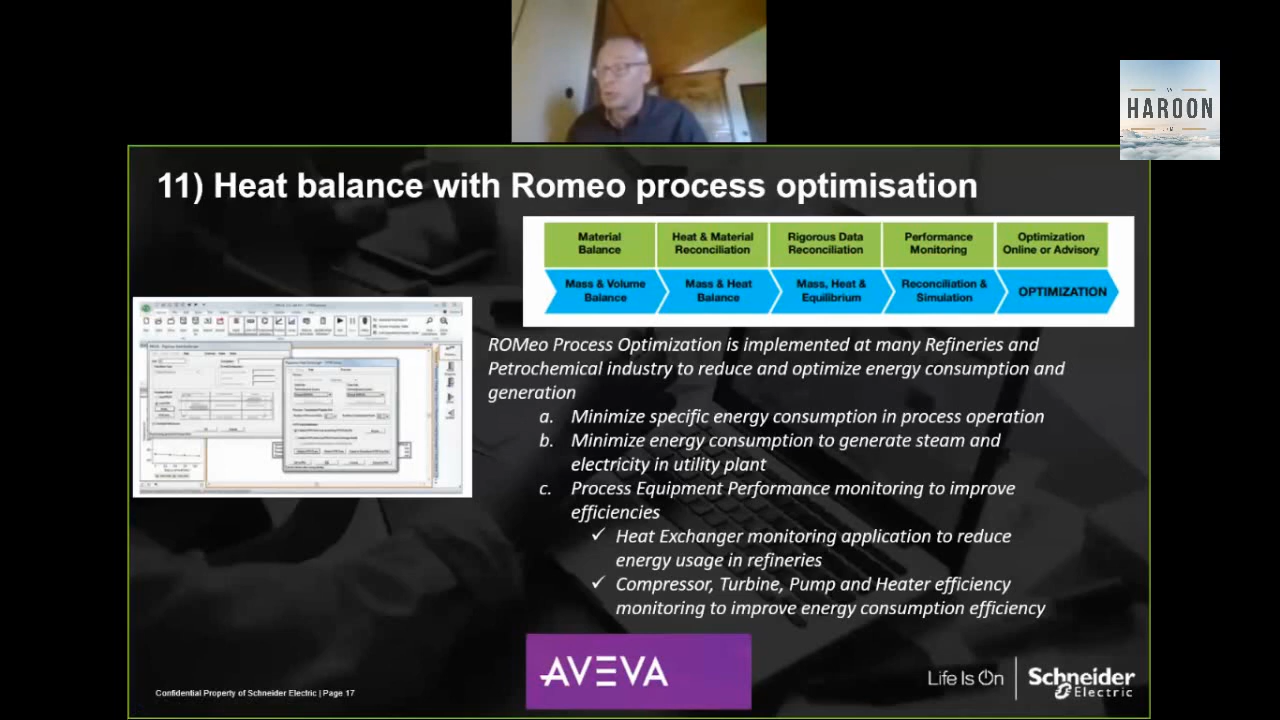 HAROON
11) Heat balance with Romeo process optimisation
Material
Balance
Heat & Material
Reconciliation
Rigorous Data
Reconciliation
Performance
Monitoring
Optimization
Online or Advisory
Mass & Volume
Balance
Mass & Heat
Balance
Mass, Heat &
Equilibrium
Reconciliation &
Simulation
OPTIMIZATION
ROMeo Process Optimization is implemented at many Refineries and
Petrochemical industry to reduce and optimize energy consumption and
generation
a. Minimize specific energy consumption in process operation
b. Minimize energy consumption to generate steam and
electricity in utility plant
c. Process Equipment Performance monitoring to improve
efficiencies
✓ Heat Exchanger monitoring application to reduce
energy usage in refineries
✓ Compressor, Turbine, Pump and Heater efficiency
monitoring to improve energy consumption efficiency
AVEVA
Life Is On
Schneider
Electric
Confidential Property of Schneider Electric | Page 17